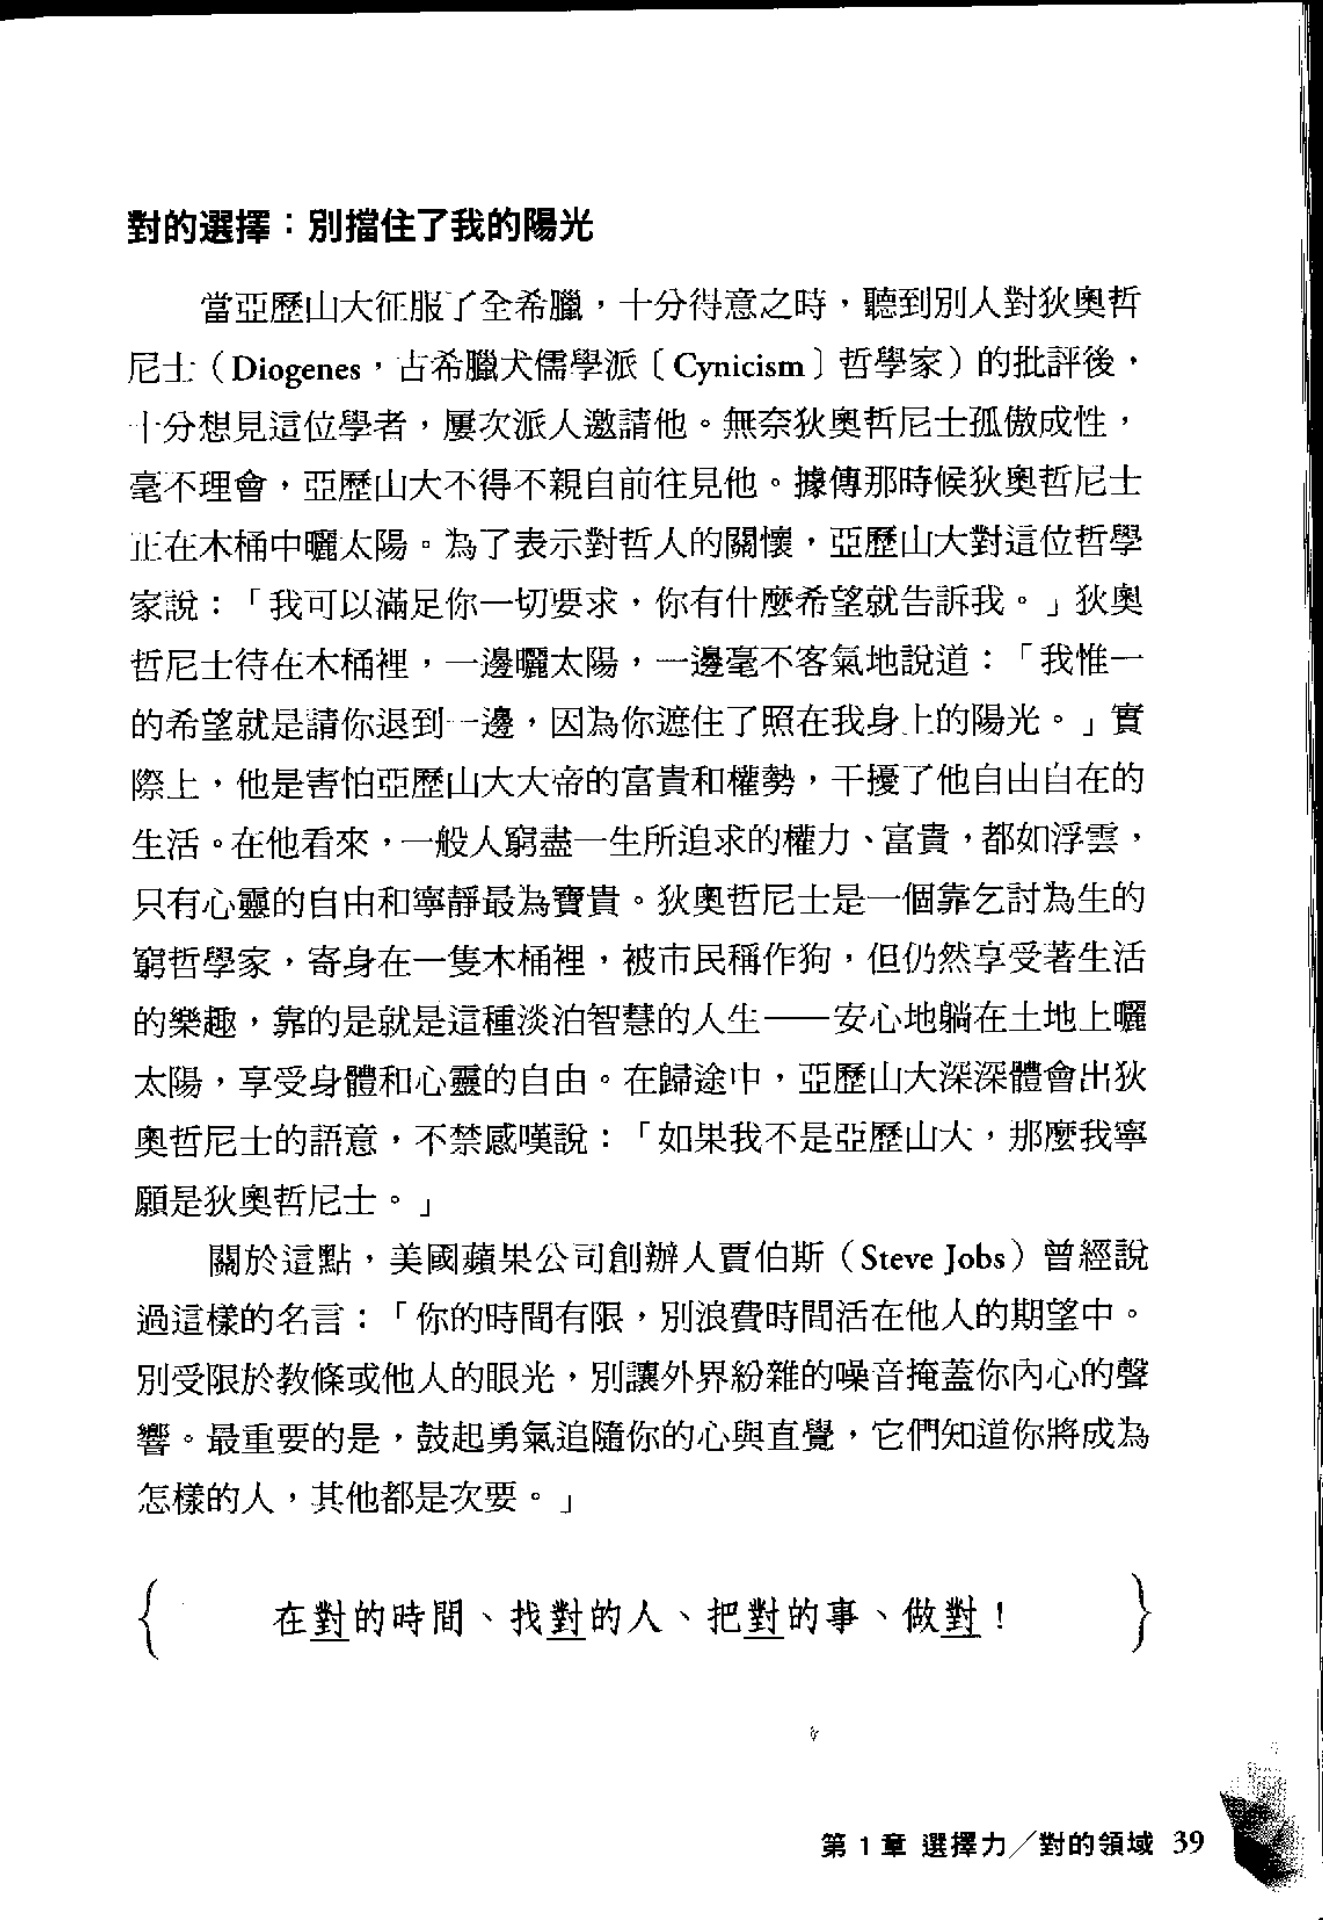 對的選擇：別擋住了我的陽光
當亞歷山大征服了全希臘，十分得意之時，聽到別人對狄奧哲
尼士（Diogenes，古希臘犬儒學派〔Cynicism〕哲學家）的批評後，
十分想見這位學者，屢次派人邀請他。無奈狄奧哲尼士孤傲成性，
毫不理會，亞歷山大不得不親自前往見他。據傳那時候狄奧哲尼士
正在木桶中曬太陽。為了表示對哲人的關懷，亞歷山大對這位哲學
家說：「我可以滿足你一切要求，你有什麼希望就告訴我。」狄奧
哲尼士待在木桶裡，一邊曬太陽，一邊毫不客氣地說道：「我惟一
的希望就是請你退到一邊，因為你遮住了照在我身上的陽光。」實
際上，他是害怕亞歷山大大帝的富貴和權勢，干擾了他自由自在的
生活。在他看來，一般人窮盡一生所追求的權力、富貴，都如浮雲，
只有心靈的自由和寧靜最為寶貴。狄奧哲尼士是一個靠乞討為生的
窮哲學家，寄身在一隻木桶裡，被市民稱作狗，但仍然享受著生活
的樂趣，靠的是就是這種淡泊智慧的人生——安心地躺在土地上曬
太陽，享受身體和心靈的自由。在歸途中，亞歷山大深深體會出狄
奧哲尼士的語意，不禁感嘆說：「如果我不是亞歷山大，那麼我寧
願是狄奧哲尼士。」
關於這點，美國蘋果公司創辦人賈伯斯（Steve Jobs）曾經說
過這樣的名言：「你的時間有限，別浪費時間活在他人的期望中。
別受限於教條或他人的眼光，別讓外界紛雜的噪音掩蓋你內心的聲
響。最重要的是，鼓起勇氣追隨你的心與直覺，它們知道你將成為
怎樣的人，其他都是次要。」
{ 在對的時間、找對的人、把對的事、做對！ }
第 1 章 選擇力／對的領域 39